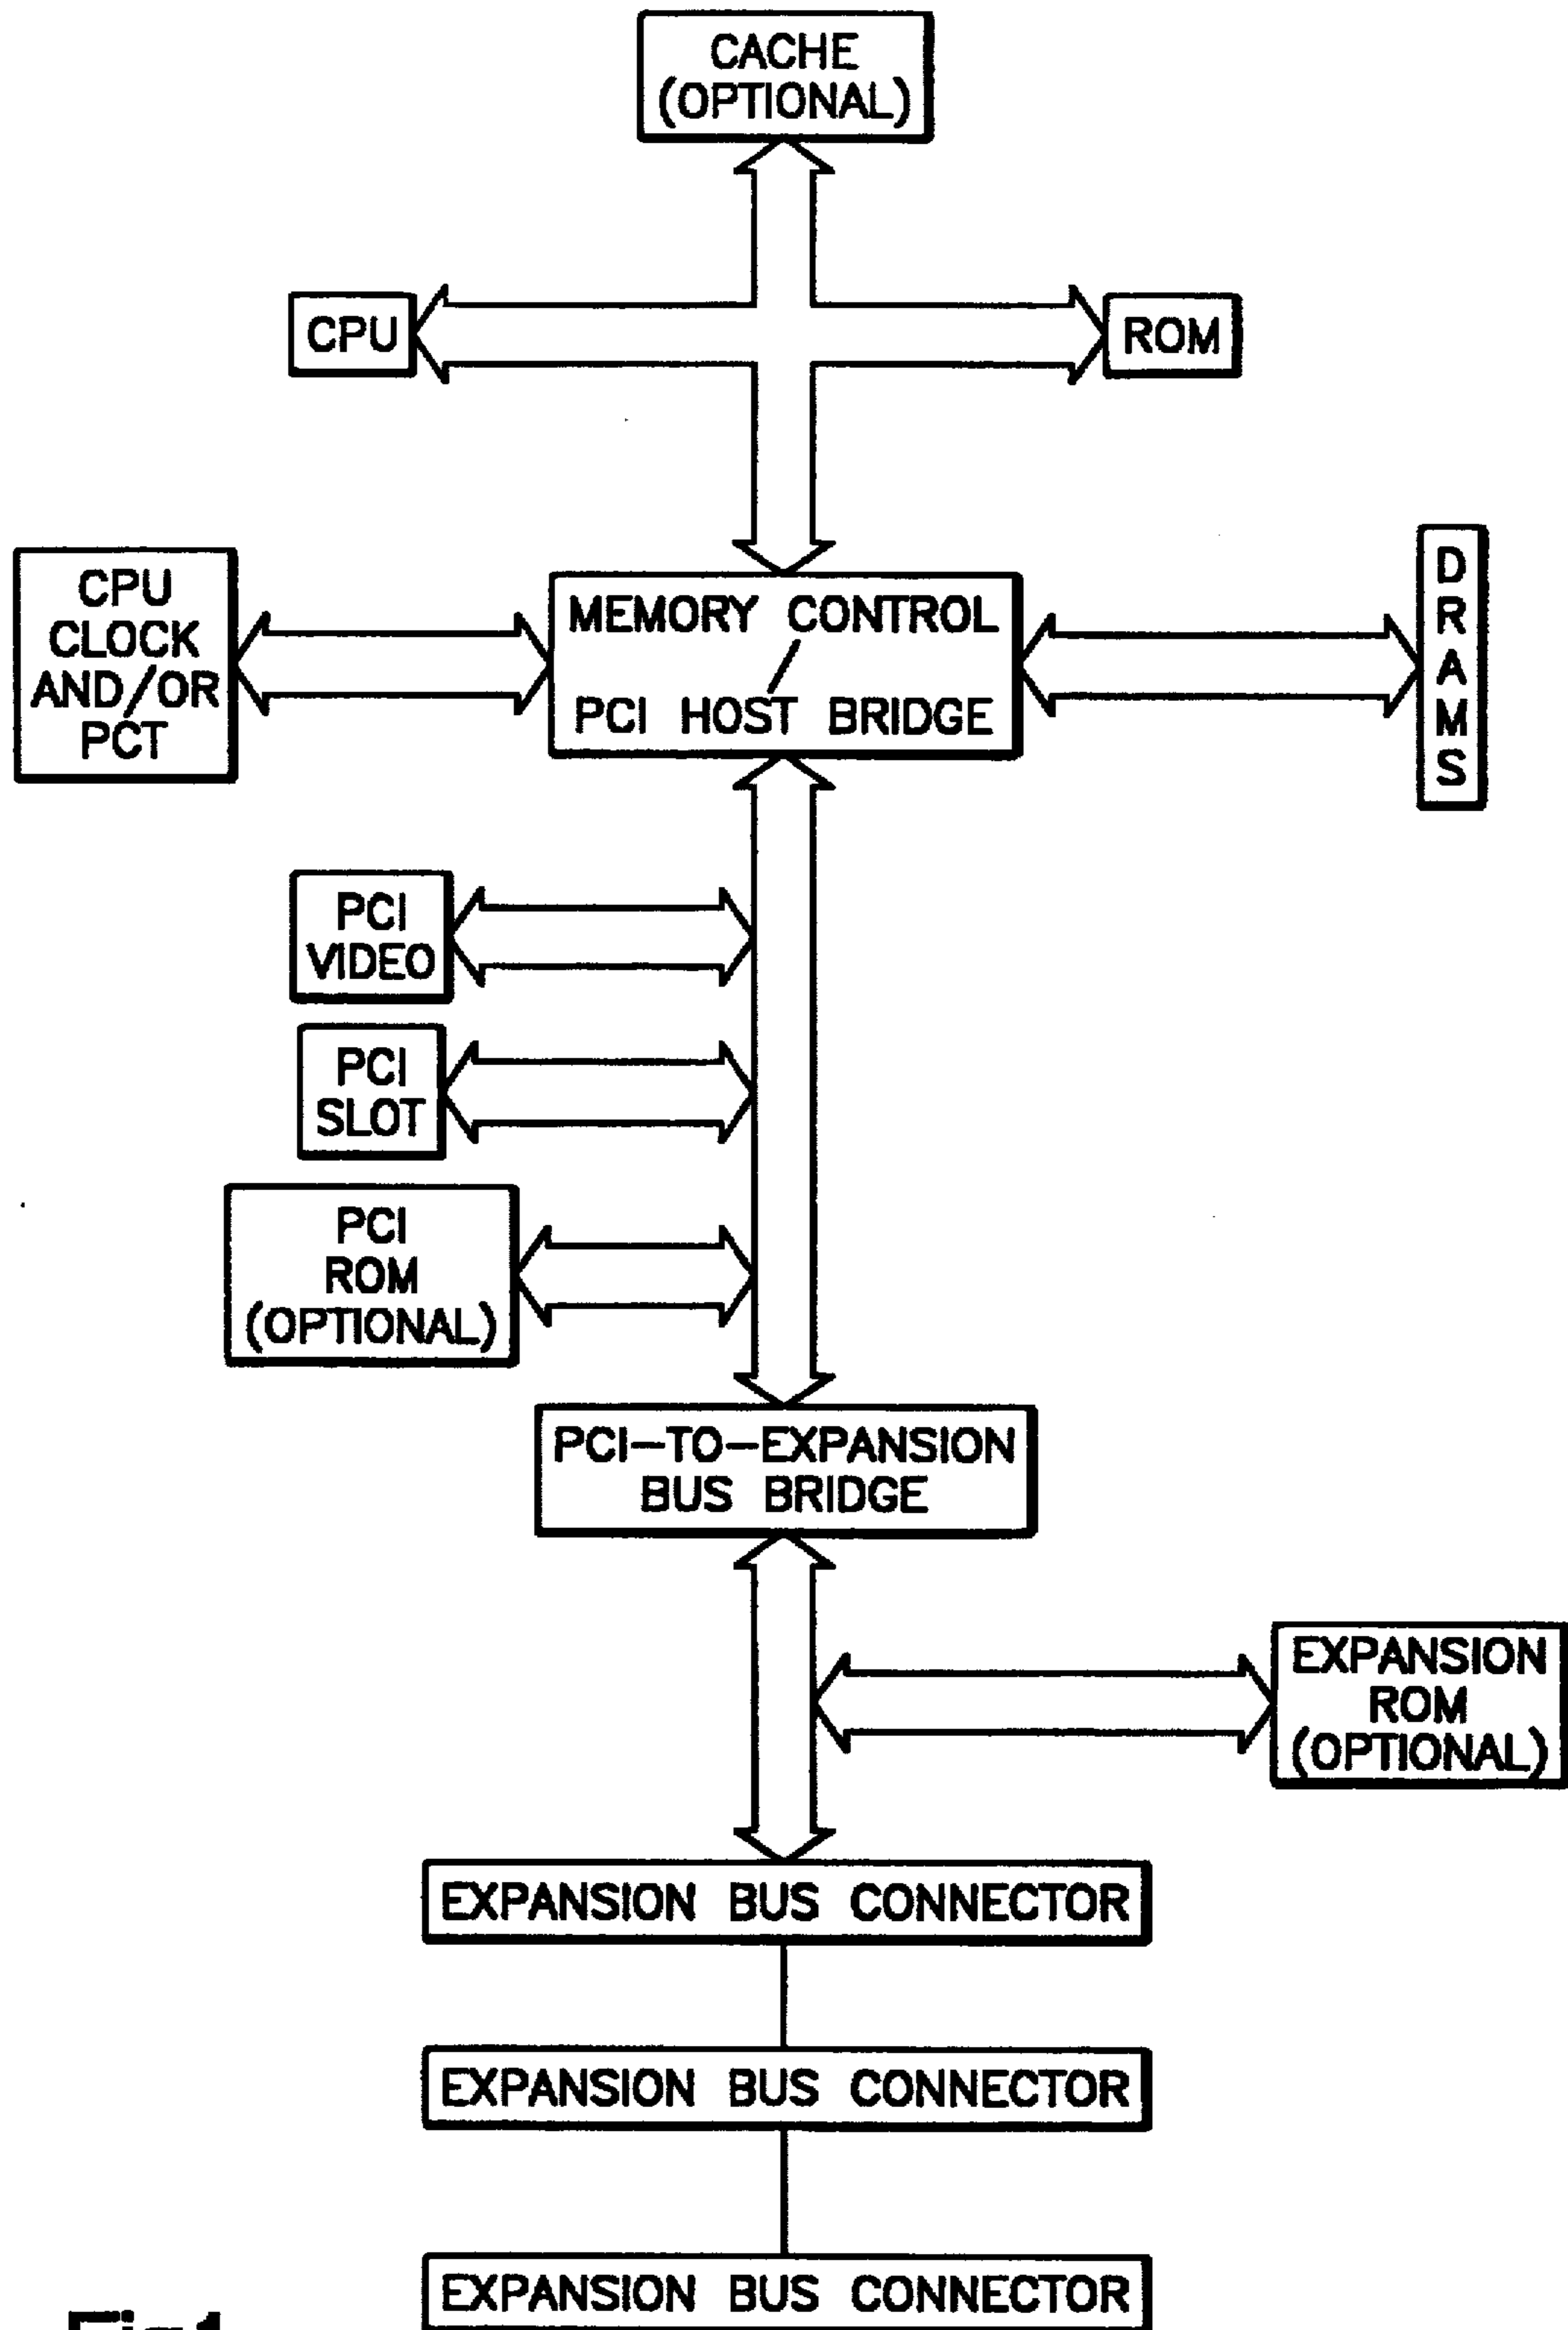 CACHE
(OPTIONAL)
CPU
ROM
CPU
CLOCK
AND/OR
PCT
MEMORY CONTROL
/
PCI HOST BRIDGE
DRAMS
PCI
VIDEO
PCI
SLOT
PCI
ROM
(OPTIONAL)
PCI-TO-EXPANSION
BUS BRIDGE
EXPANSION
ROM
(OPTIONAL)
EXPANSION BUS CONNECTOR
EXPANSION BUS CONNECTOR
EXPANSION BUS CONNECTOR
Fig1